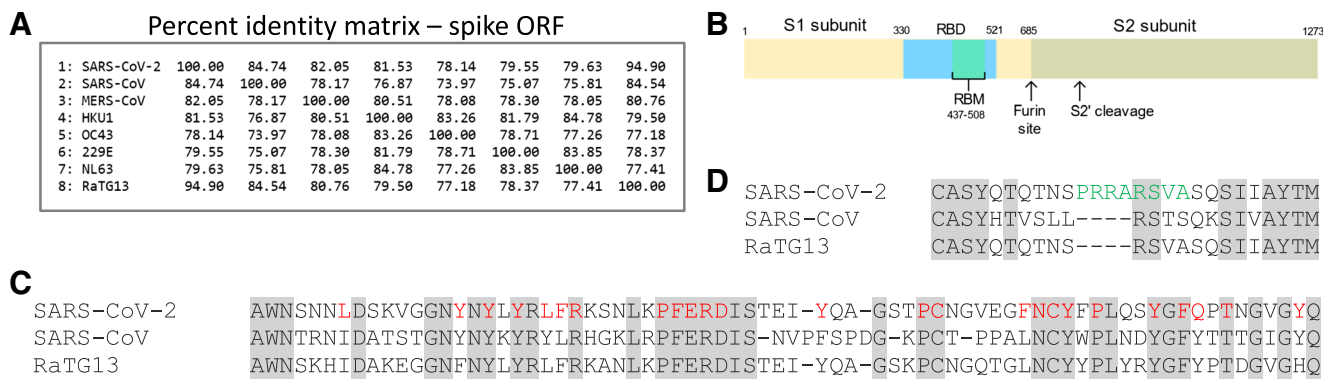 A
Percent identity matrix – spike ORF
1: SARS-CoV-2 100.00 84.74 82.05 81.53 78.14 79.55 79.63 94.90
2: SARS-CoV 84.74 100.00 78.17 76.87 73.97 75.07 75.81 84.54
3: MERS-CoV 82.05 78.17 100.00 80.51 78.08 78.30 78.05 80.76
4: HKU1 81.53 76.87 80.51 100.00 83.26 81.79 84.78 79.50
5: OC43 78.14 73.97 78.08 83.26 100.00 78.71 77.26 77.18
6: 229E 79.55 75.07 78.30 81.79 78.71 100.00 83.85 78.37
7: NL63 79.63 75.81 78.05 84.78 77.26 83.85 100.00 77.41
8: RaTG13 94.90 84.54 80.76 79.50 77.18 78.37 77.41 100.00
B
S1 subunit RBD S2 subunit
1 330 521 685 1273
RBM
437-508
Furin
site
S2' cleavage
D
SARS-CoV-2 CASYQTQTNSPRRARSVASQSIIAYTM
SARS-CoV CASYHTVSLL----RSTSQKSIVAYTM
RaTG13 CASYQTQTNS----RSVASQSIIAYTM
C
SARS-CoV-2 AWNSNNLDSKVGGNYNYLYRLFRKSNLKPFERDISTEI-YQA-GSTPCNGVEGFNCYFPLQSYGFQPTNGVGYQ
SARS-CoV AWNTRNIDATSTGNYNYKYRYLRHGKLRPFERDIS-NVPFSPDG-KPCT-PPALNCYWPLNDYGFYTTTGIGYQ
RaTG13 AWNSKHIDAKEGGNFNYLYRLFRKANLKPFERDISTEI-YQA-GSKPCNGQTGLNCYYPLYRYGFYPTDGVGHQ